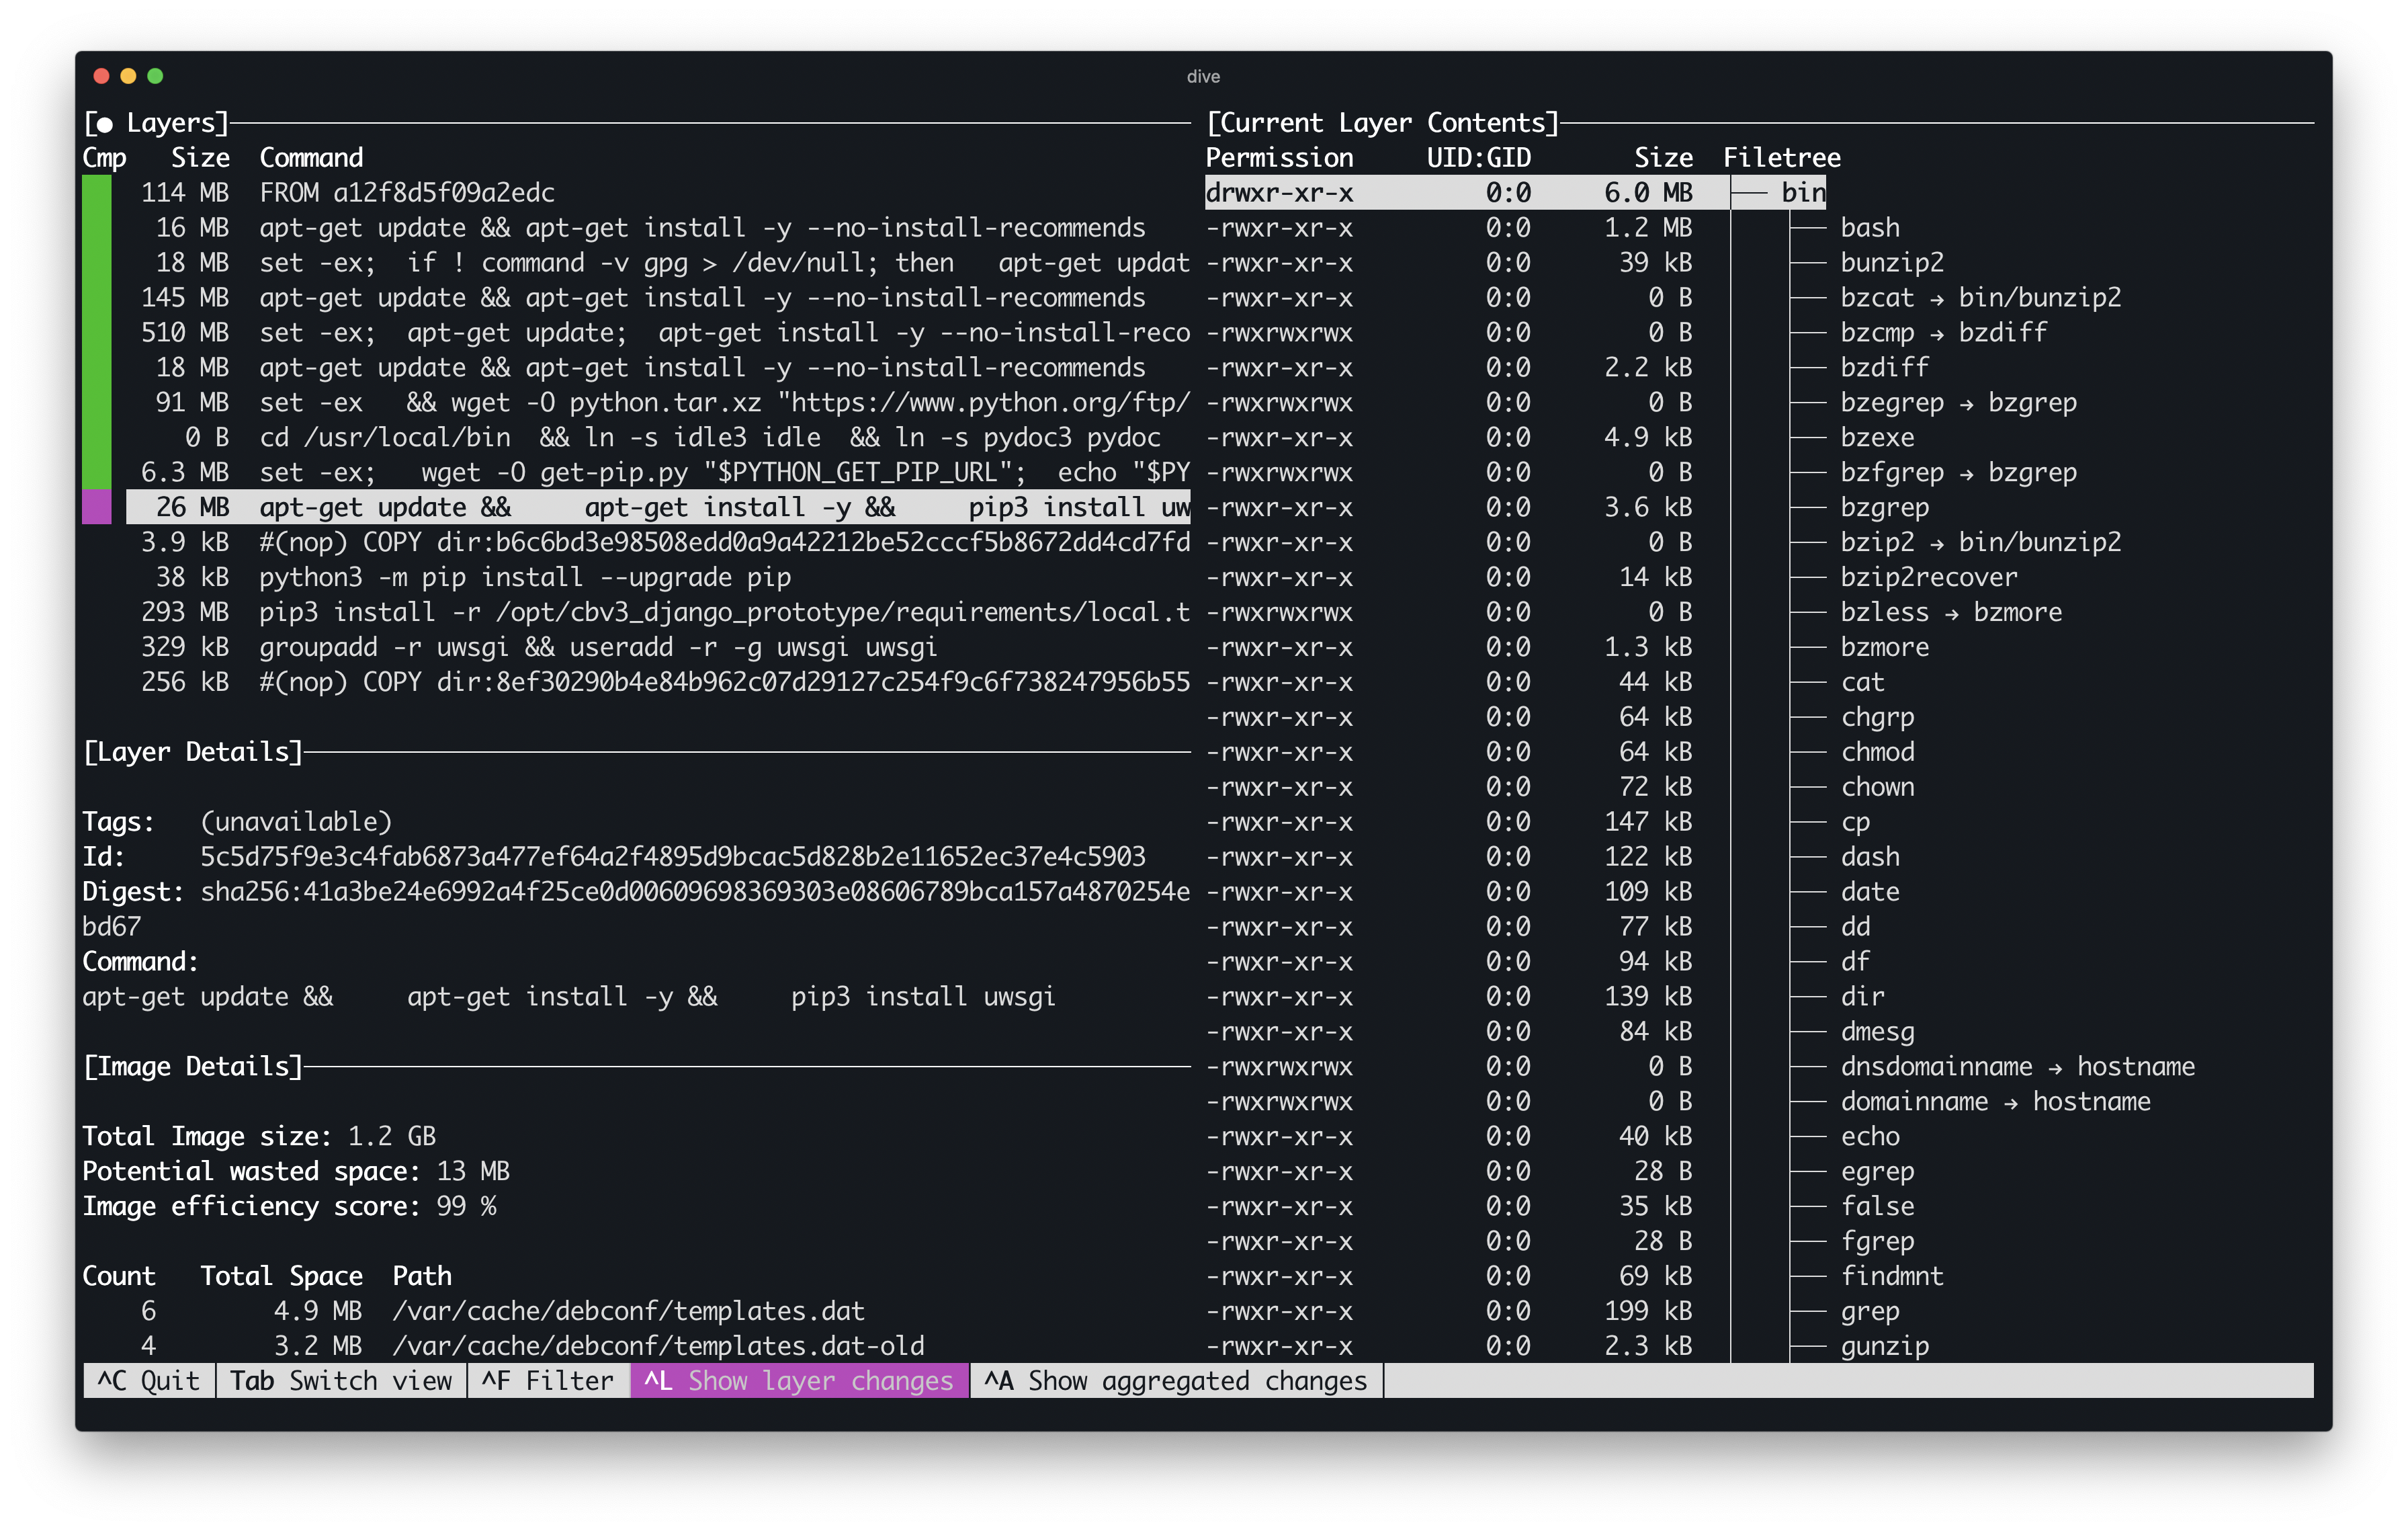 dive
[● Layers]
Cmp Size Command
114 MB FROM a12f8d5f09a2edc
16 MB apt-get update && apt-get install -y --no-install-recommends
18 MB set -ex; if ! command -v gpg > /dev/null; then apt-get updat
145 MB apt-get update && apt-get install -y --no-install-recommends
510 MB set -ex; apt-get update; apt-get install -y --no-install-reco
18 MB apt-get update && apt-get install -y --no-install-recommends
91 MB set -ex && wget -O python.tar.xz "https://www.python.org/ftp/
0 B cd /usr/local/bin && ln -s idle3 idle && ln -s pydoc3 pydoc
6.3 MB set -ex; wget -O get-pip.py "$PYTHON_GET_PIP_URL"; echo "$PY
26 MB apt-get update && apt-get install -y && pip3 install uw
3.9 kB #(nop) COPY dir:b6c6bd3e98508edd0a9a42212be52cccf5b8672dd4cd7fd
38 kB python3 -m pip install --upgrade pip
293 MB pip3 install -r /opt/cbv3_django_prototype/requirements/local.t
329 kB groupadd -r uwsgi && useradd -r -g uwsgi uwsgi
256 kB #(nop) COPY dir:8ef30290b4e84b962c07d29127c254f9c6f738247956b55
[Layer Details]
Tags: (unavailable)
Id: 5c5d75f9e3c4fab6873a477ef64a2f4895d9bcac5d828b2e11652ec37e4c5903
Digest: sha256:41a3be24e6992a4f25ce0d00609698369303e08606789bca157a4870254e
bd67
Command:
apt-get update && apt-get install -y && pip3 install uwsgi
[Image Details]
Total Image size: 1.2 GB
Potential wasted space: 13 MB
Image efficiency score: 99 %
Count Total Space Path
6 4.9 MB /var/cache/debconf/templates.dat
4 3.2 MB /var/cache/debconf/templates.dat-old
[Current Layer Contents]
Permission UID:GID Size Filetree
drwxr-xr-x 0:0 6.0 MB ├── bin
-rwxr-xr-x 0:0 1.2 MB │ ├── bash
-rwxr-xr-x 0:0 39 kB │ ├── bunzip2
-rwxr-xr-x 0:0 0 B │ ├── bzcat → bin/bunzip2
-rwxrwxrwx 0:0 0 B │ ├── bzcmp → bzdiff
-rwxr-xr-x 0:0 2.2 kB │ ├── bzdiff
-rwxrwxrwx 0:0 0 B │ ├── bzegrep → bzgrep
-rwxr-xr-x 0:0 4.9 kB │ ├── bzexe
-rwxrwxrwx 0:0 0 B │ ├── bzfgrep → bzgrep
-rwxr-xr-x 0:0 3.6 kB │ ├── bzgrep
-rwxr-xr-x 0:0 0 B │ ├── bzip2 → bin/bunzip2
-rwxr-xr-x 0:0 14 kB │ ├── bzip2recover
-rwxrwxrwx 0:0 0 B │ ├── bzless → bzmore
-rwxr-xr-x 0:0 1.3 kB │ ├── bzmore
-rwxr-xr-x 0:0 44 kB │ ├── cat
-rwxr-xr-x 0:0 64 kB │ ├── chgrp
-rwxr-xr-x 0:0 64 kB │ ├── chmod
-rwxr-xr-x 0:0 72 kB │ ├── chown
-rwxr-xr-x 0:0 147 kB │ ├── cp
-rwxr-xr-x 0:0 122 kB │ ├── dash
-rwxr-xr-x 0:0 109 kB │ ├── date
-rwxr-xr-x 0:0 77 kB │ ├── dd
-rwxr-xr-x 0:0 94 kB │ ├── df
-rwxr-xr-x 0:0 139 kB │ ├── dir
-rwxr-xr-x 0:0 84 kB │ ├── dmesg
-rwxrwxrwx 0:0 0 B │ ├── dnsdomainname → hostname
-rwxrwxrwx 0:0 0 B │ ├── domainname → hostname
-rwxr-xr-x 0:0 40 kB │ ├── echo
-rwxr-xr-x 0:0 28 B │ ├── egrep
-rwxr-xr-x 0:0 35 kB │ ├── false
-rwxr-xr-x 0:0 28 B │ ├── fgrep
-rwxr-xr-x 0:0 69 kB │ ├── findmnt
-rwxr-xr-x 0:0 199 kB │ ├── grep
-rwxr-xr-x 0:0 2.3 kB │ ├── gunzip
^C Quit Tab Switch view ^F Filter ^L Show layer changes ^A Show aggregated changes